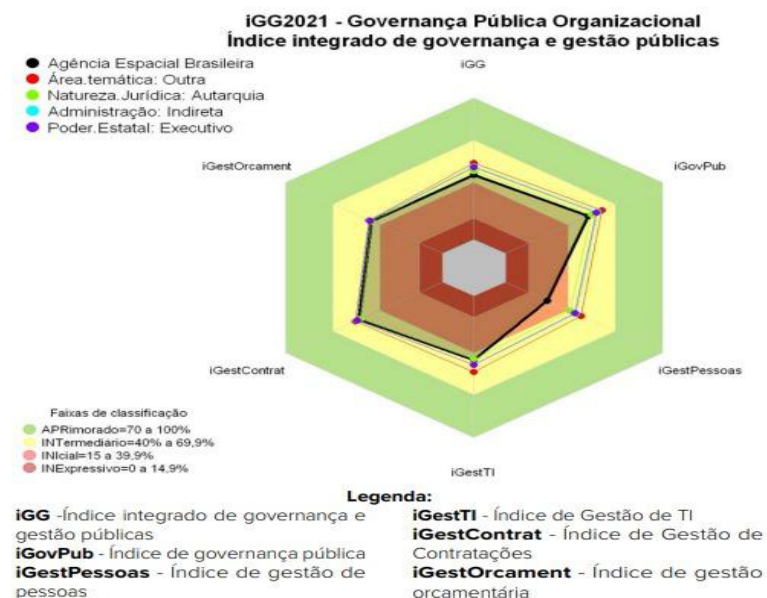 iGG2021 - Governança Pública Organizacional
Índice integrado de governança e gestão públicas
Agência Espacial Brasileira
Área.temática: Outra
Natureza.Jurídica: Autarquia
Administração: Indireta
Poder.Estatal: Executivo
iGG
iGestOrcament
iGovPub
iGestContrat
iGestPessoas
iGestTI
Faixas de classificação
APRimorado=70 a 100%
INTermediario=40% a 69,9%
INIcial=15 a 39,9%
INExpressivo=0 a 14,9%
Legenda:
iGG -Índice integrado de governança e
gestão públicas
iGovPub - Índice de governança pública
iGestPessoas - Índice de gestão de
pessoas
iGestTI - Índice de Gestão de TI
iGestContrat - Índice de Gestão de
Contratações
iGestOrcament - Índice de gestão
orçamentária